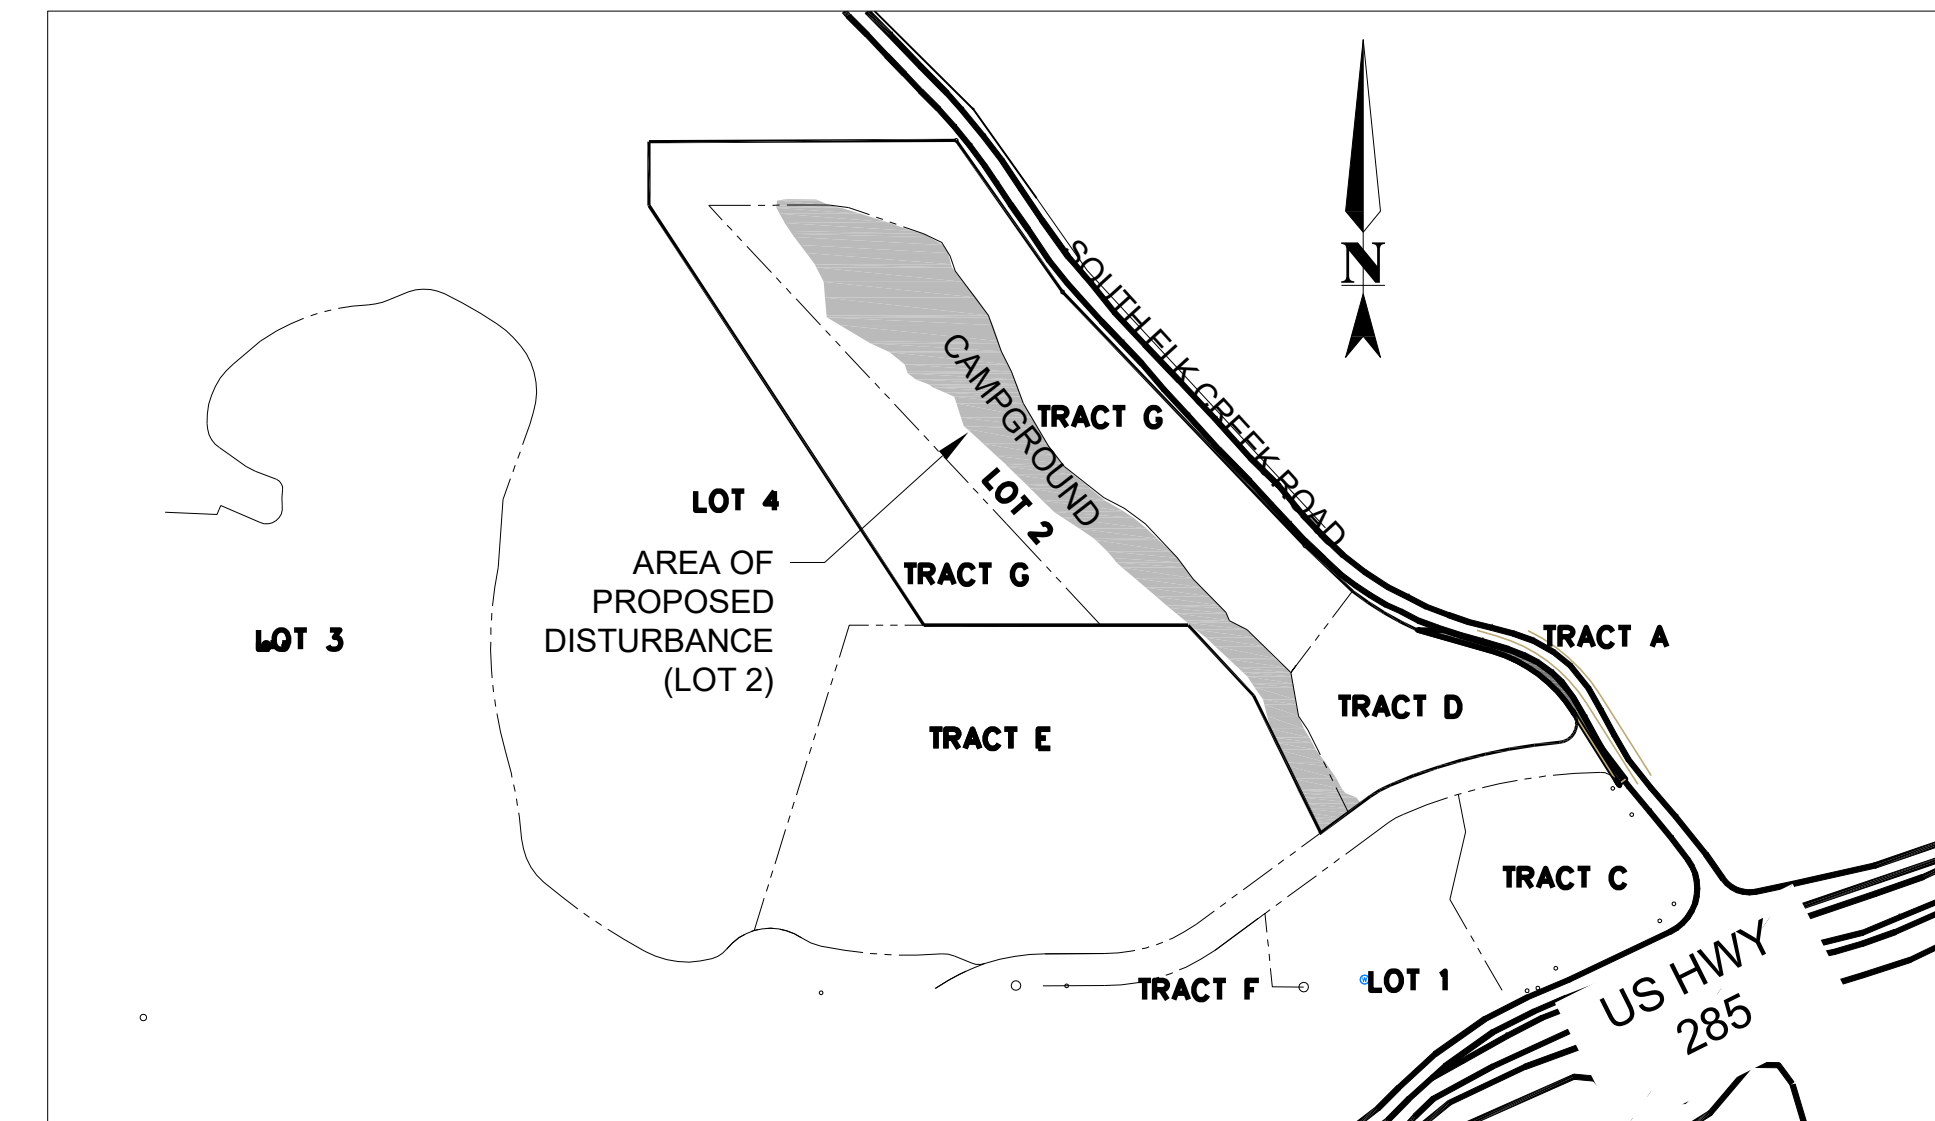 N
SOUTH ELK CREEK ROAD
CAMPGROUND
TRACT G
LOT 4
LOT 2
AREA OF
PROPOSED
DISTURBANCE
(LOT 2)
TRACT G
LOT 3
TRACT A
TRACT D
TRACT E
TRACT C
TRACT F
LOT 1
US HWY
285